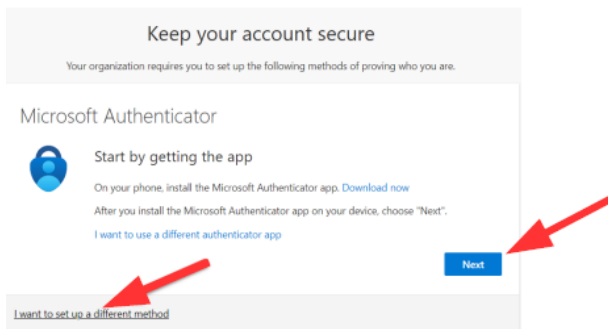 Keep your account secure
Your organization requires you to set up the following methods of proving who you are.
Microsoft Authenticator
Start by getting the app
On your phone, install the Microsoft Authenticator app. Download now
After you install the Microsoft Authenticator app on your device, choose "Next".
I want to use a different authenticator app
Next
I want to set up a different method